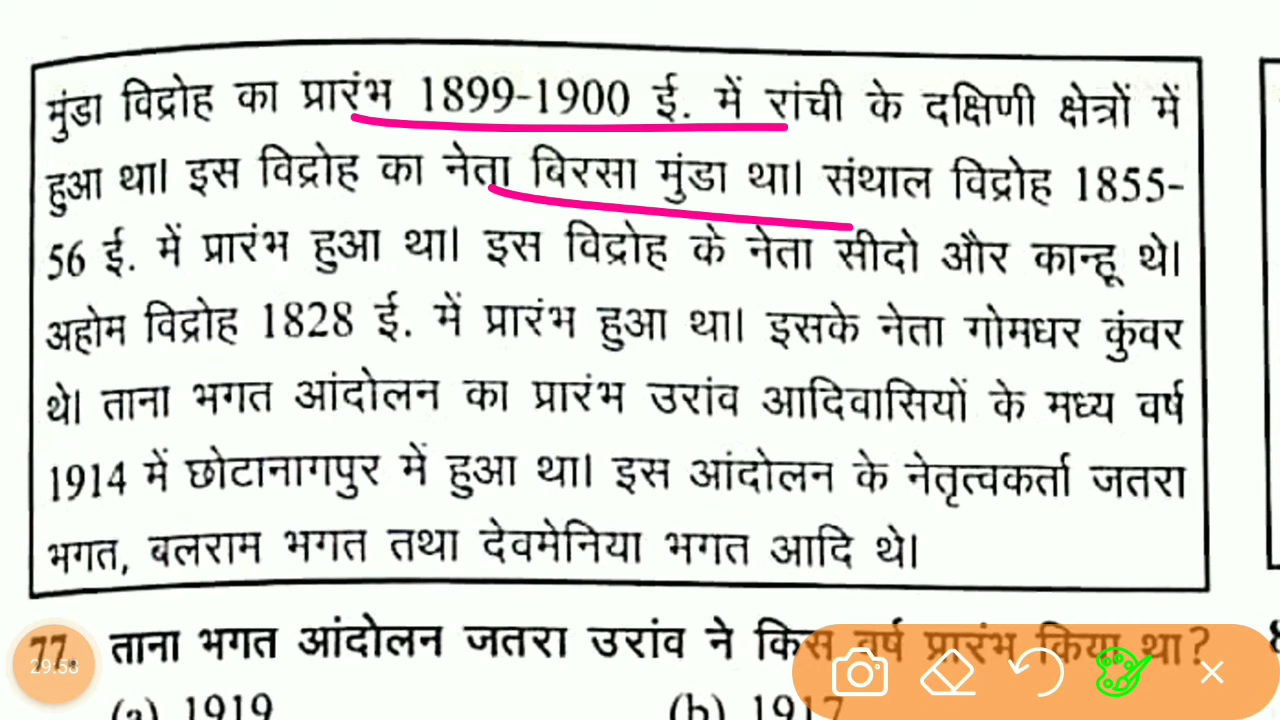 मुंडा विद्रोह का प्रारंभ 1899-1900 ई. में रांची के दक्षिणी क्षेत्रों में
हुआ था। इस विद्रोह का नेता बिरसा मुंडा था। संथाल विद्रोह 1855-
56 ई. में प्रारंभ हुआ था। इस विद्रोह के नेता सीदो और कान्हू थे।
अहोम विद्रोह 1828 ई. में प्रारंभ हुआ था। इसके नेता गोमधर कुंवर
थे। ताना भगत आंदोलन का प्रारंभ उरांव आदिवासियों के मध्य वर्ष
1914 में छोटानागपुर में हुआ था। इस आंदोलन के नेतृत्वकर्ता जतरा
भगत, बलराम भगत तथा देवमेनिया भगत आदि थे।
77. ताना भगत आंदोलन जतरा उरांव ने किस वर्ष प्रारंभ किया था?
29:58
(a) 1919 (b) 1917